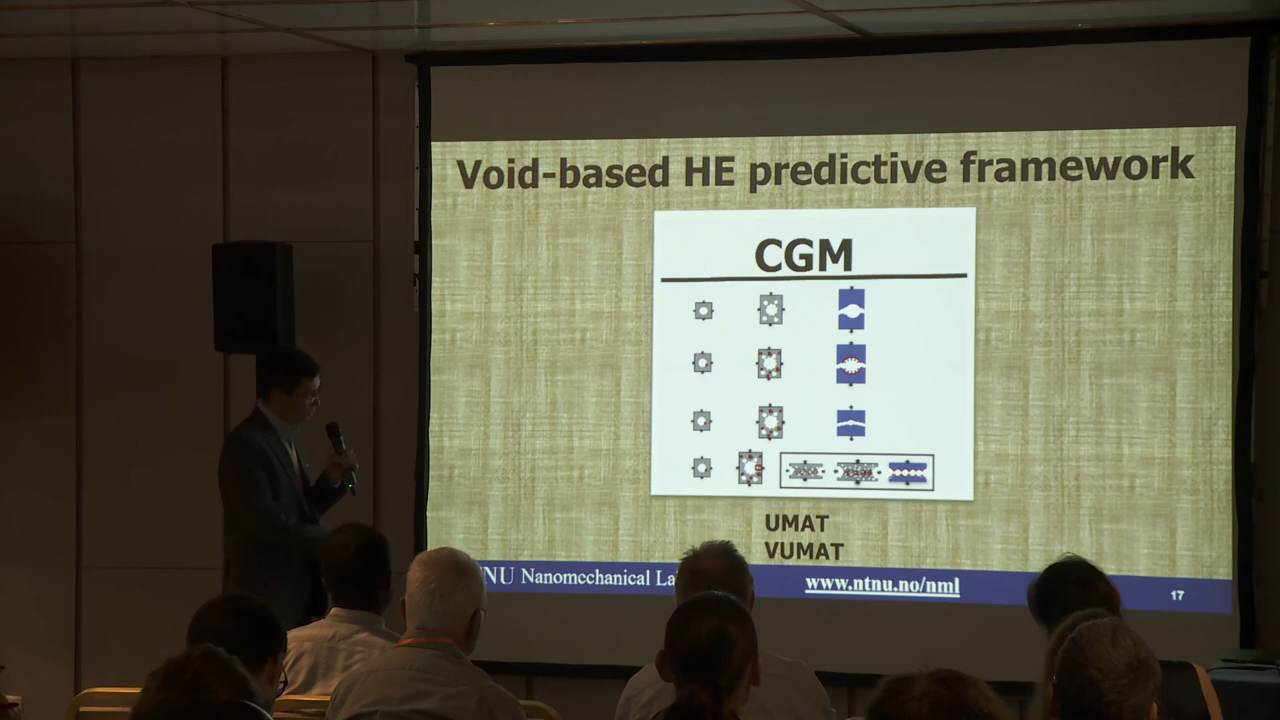 Void-based HE predictive framework
CGM
UMAT
VUMAT
NU Nanomechanical La
www.ntnu.no/nml
17